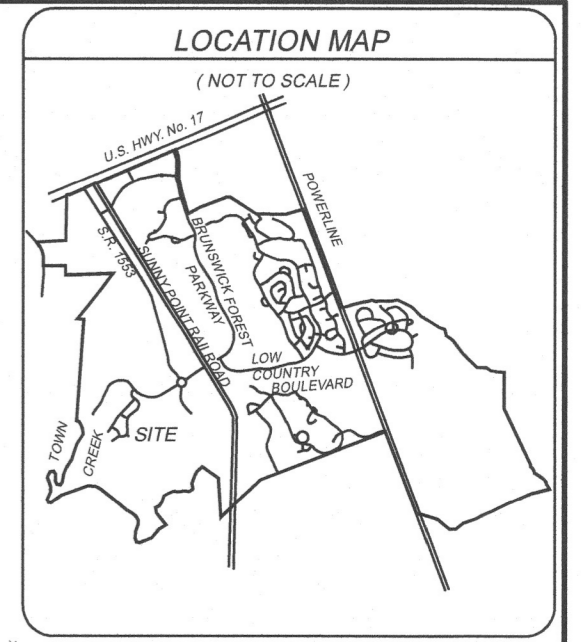 LOCATION MAP
( NOT TO SCALE )
U.S. HWY. No. 17
POWERLINE
S.R. 1553
BRUNSWICK FOREST
PARKWAY
SUNNY POINT RAILROAD
LOW
COUNTRY
BOULEVARD
SITE
TOWN
CREEK